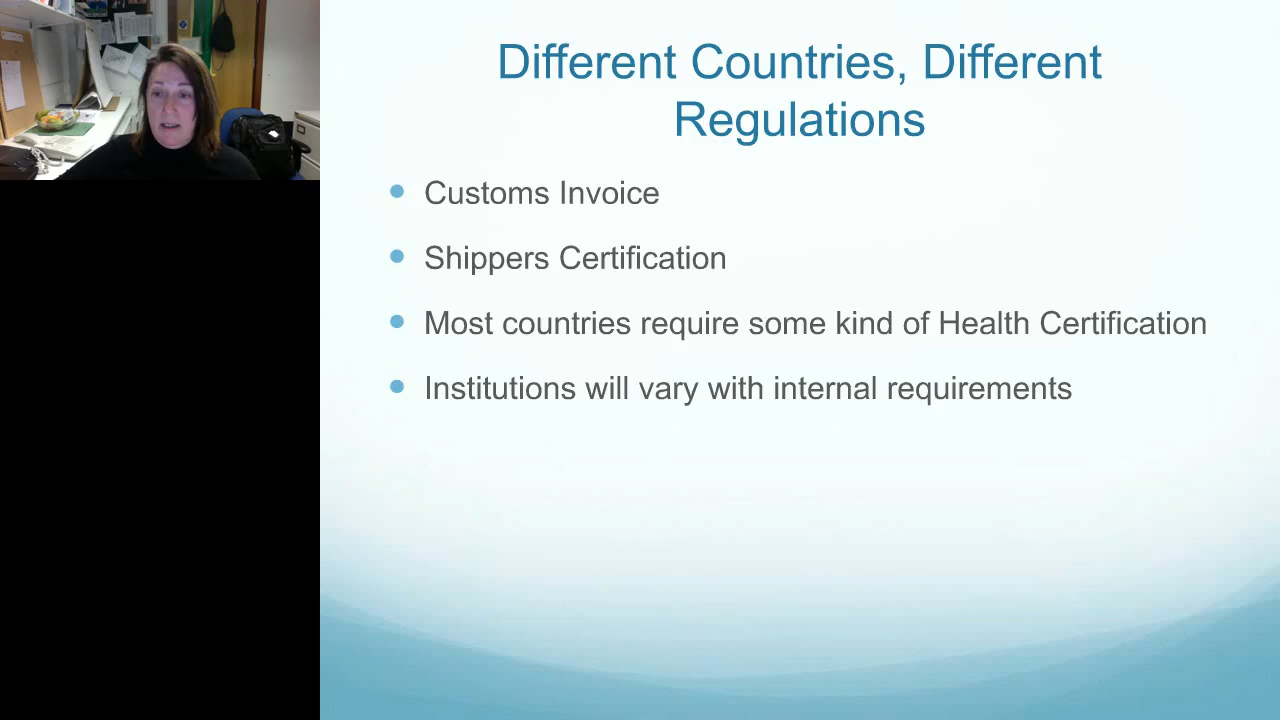 Different Countries, Different
Regulations
Customs Invoice
Shippers Certification
Most countries require some kind of Health Certification
Institutions will vary with internal requirements